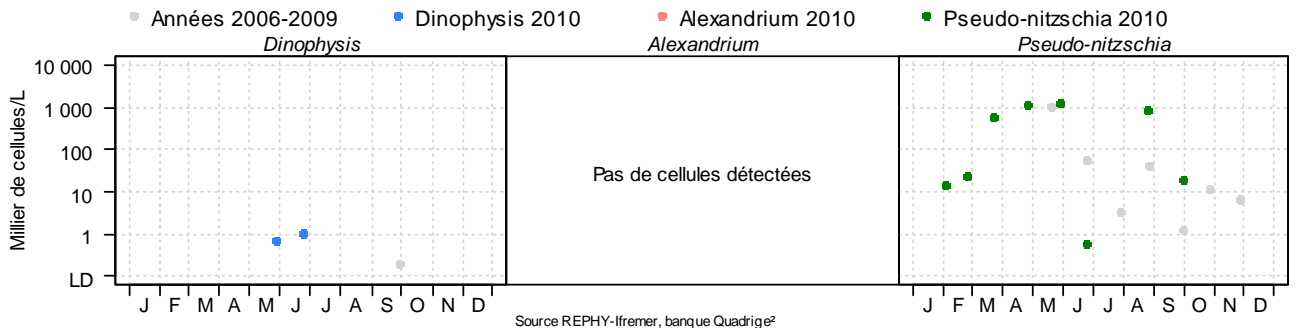 Années 2006-2009 Dinophysis 2010 Alexandrium 2010 Pseudo-nitzschia 2010
Dinophysis Alexandrium Pseudo-nitzschia
Millier de cellules/L
10 000
1 000
100
10
1
LD
Pas de cellules détectées
J F M A M J J A S O N D
J F M A M J J A S O N D
Source REPHY-Ifremer, banque Quadrige²